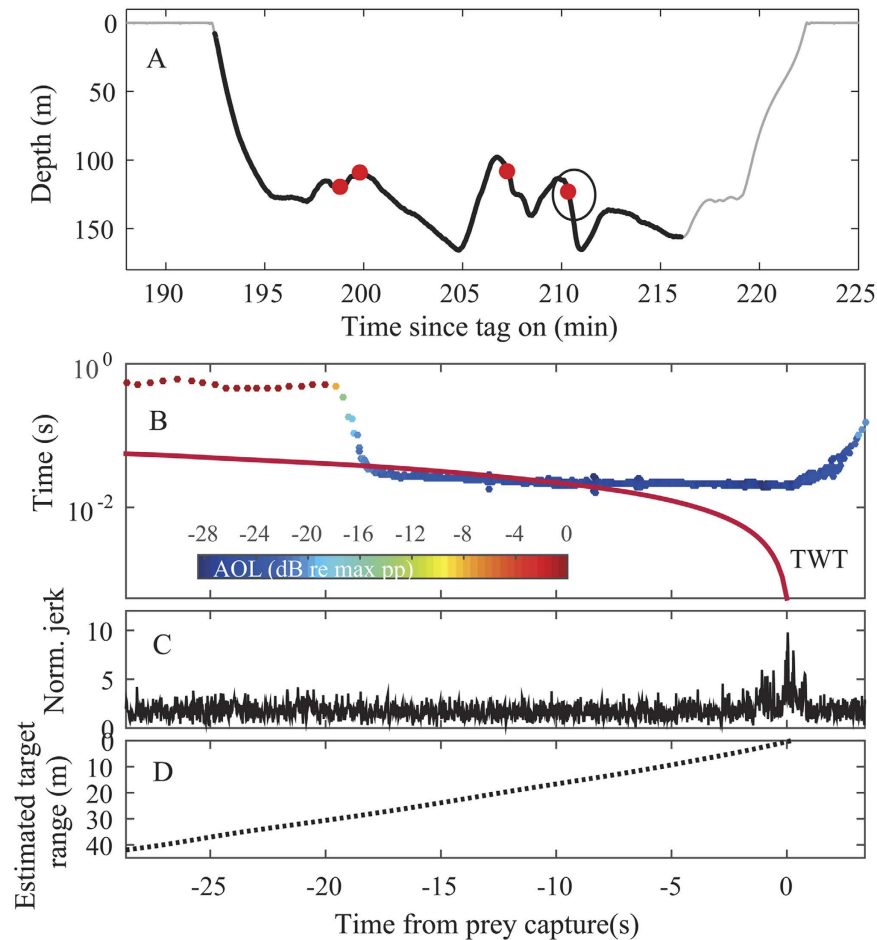 0
A
50
100
150
Depth (m)
190 195 200 205 210 215 220 225
Time since tag on (min)
10^0
B
Time (s)
10^-2
-28 -24 -20 -16 -12 -8 -4 0
AOL (dB re max pp)
TWT
10
C
5
0
Norm. jerk
0
D
10
20
30
40
Estimated target
range (m)
-25 -20 -15 -10 -5 0
Time from prey capture(s)